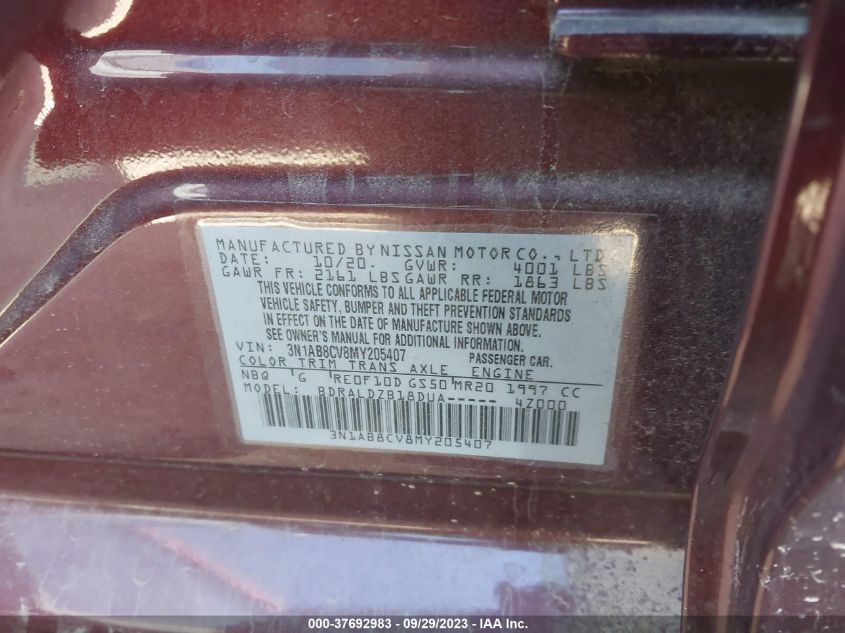 MANUFACTURED BY NISSAN MOTOR CO., LTD
DATE: 10/20. GVWR: 4001 LBS
GAWR FR: 2161 LBS GAWR RR: 1863 LBS
THIS VEHICLE CONFORMS TO ALL APPLICABLE FEDERAL MOTOR
VEHICLE SAFETY, BUMPER AND THEFT PREVENTION STANDARDS
IN EFFECT ON THE DATE OF MANUFACTURE SHOWN ABOVE.
SEE OWNER'S MANUAL FOR ADDITIONAL INFORMATION.
VIN: 3N1AB8CV8MY205407 PASSENGER CAR.
COLOR TRIM TRANS AXLE ENGINE
NBQ G RE0F10D GS50 MR20 1997 CC
MODEL: BDRALDZB18DUA----- 4Z000
3N1AB8CV8MY205407
000-37692983 - 09/29/2023 - IAAI Inc.